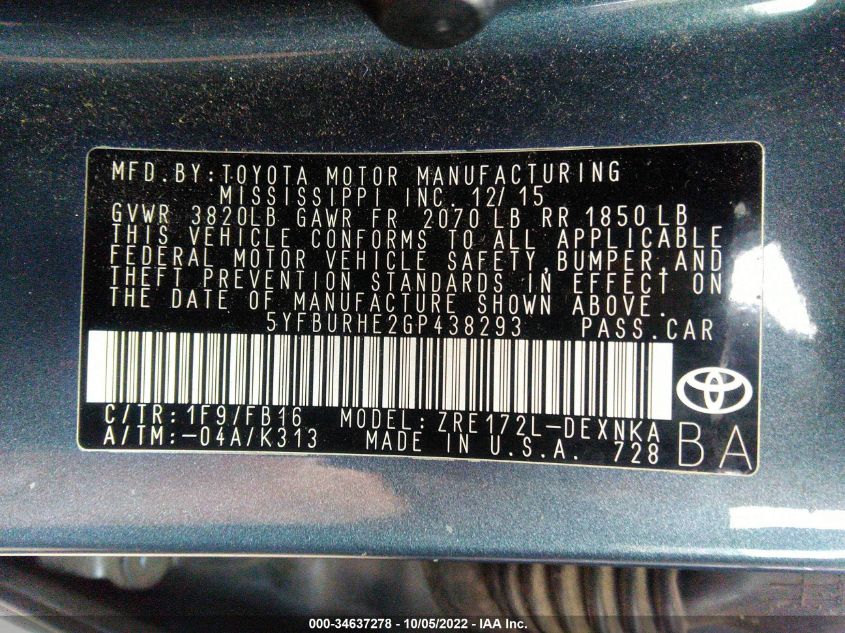 MFD.BY:TOYOTA MOTOR MANUFACTURING
MISSISSIPPI INC. 12/15
GVWR 3820LB GAWR FR 2070LB RR 1850LB
THIS VEHICLE CONFORMS TO ALL APPLICABLE
FEDERAL MOTOR VEHICLE SAFETY,BUMPER,AND
THEFT PREVENTION STANDARDS IN EFFECT ON
THE DATE OF MANUFACTURE SHOWN ABOVE.
5YFBURHE2GP438293 PASS.CAR
C/TR:1F9/FB16 MODEL:ZRE172L-DEXNKA
A/TM:-04A/K313 MADE IN U.S.A. 728
BA
000-34637278 - 10/05/2022 - IAA Inc.